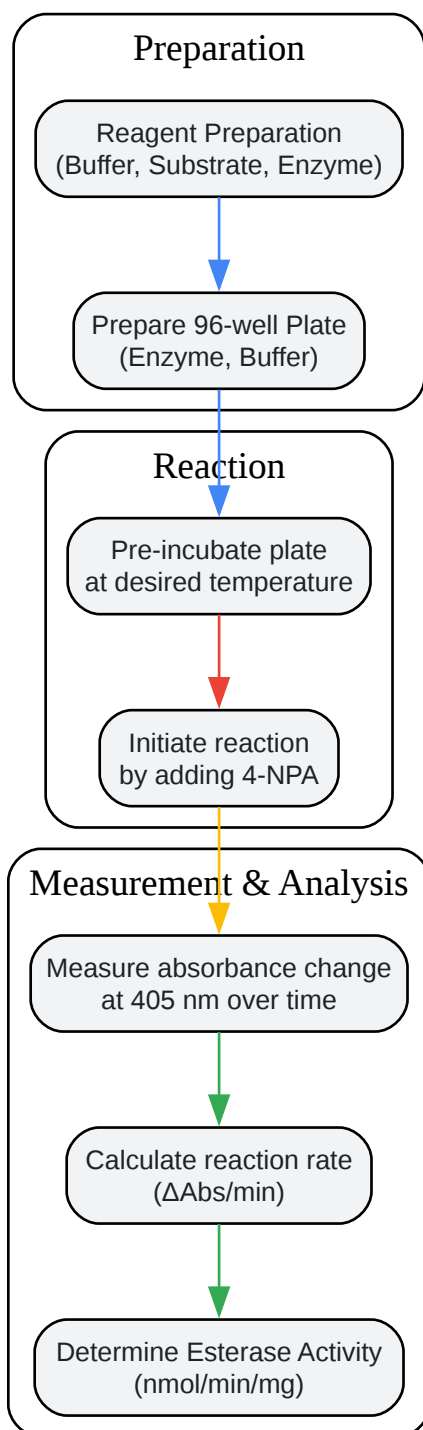 Preparation
Reagent Preparation
(Buffer, Substrate, Enzyme)
Prepare 96-well Plate
(Enzyme, Buffer)
Reaction
Pre-incubate plate
at desired temperature
Initiate reaction
by adding 4-NPA
Measurement & Analysis
Measure absorbance change
at 405 nm over time
Calculate reaction rate
(ΔAbs/min)
Determine Esterase Activity
(nmol/min/mg)